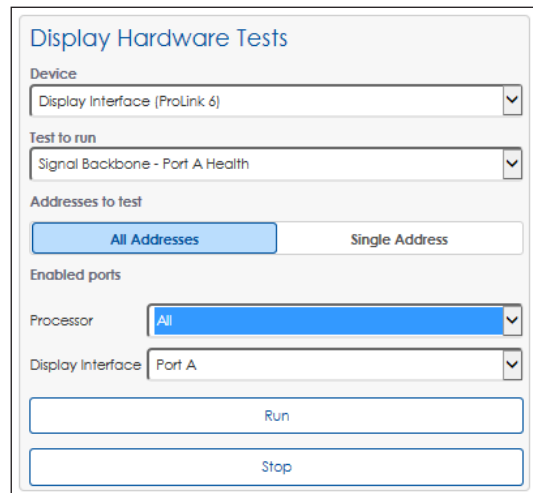 Display Hardware Tests
Device
Display Interface (ProLink 6)
Test to run
Signal Backbone - Port A Health
Addresses to test
All Addresses Single Address
Enabled ports
Processor All
Display Interface Port A
Run
Stop